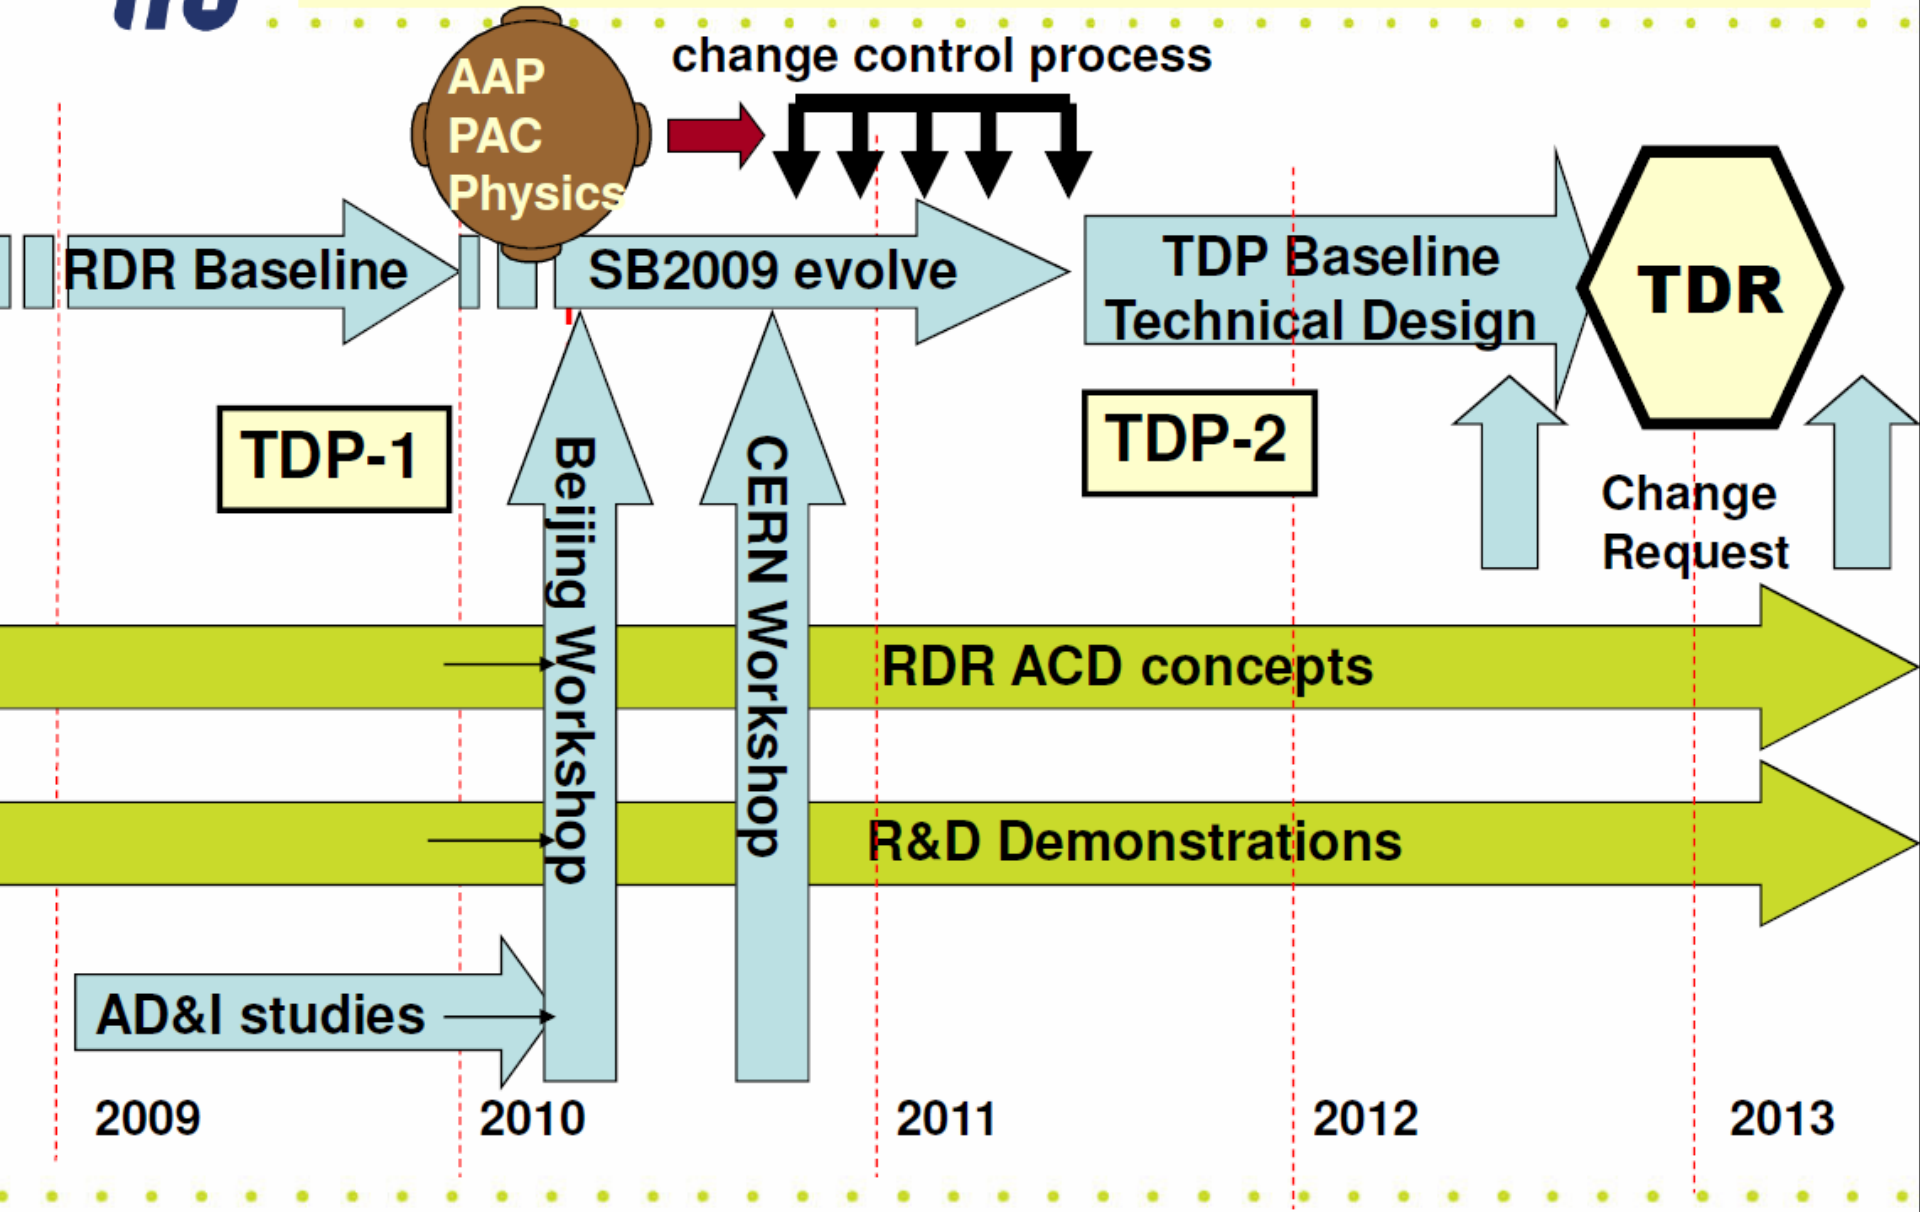 AAP
PAC
Physics
change control process
RDR Baseline
SB2009 evolve
TDP Baseline
Technical Design
TDR
TDP-1
TDP-2
Beijing Workshop
CERN Workshop
Change
Request
RDR ACD concepts
R&D Demonstrations
AD&I studies
2009
2010
2011
2012
2013